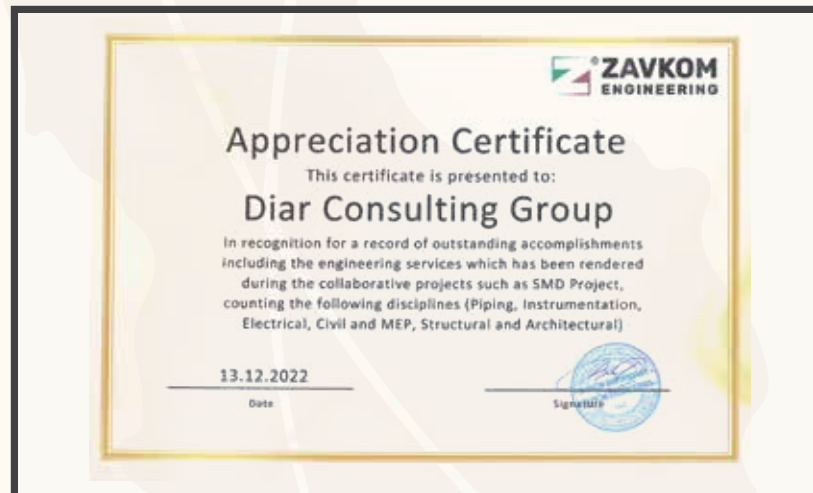 ZAVKOM
ENGINEERING
Appreciation Certificate
This certificate is presented to:
Diar Consulting Group
In recognition for a record of outstanding accomplishments
including the engineering services which has been rendered
during the collaborative projects such as SMD Project,
counting the following disciplines (Piping, Instrumentation,
Electrical, Civil and MEP, Structural and Architectural)
13.12.2022
Date
Signature